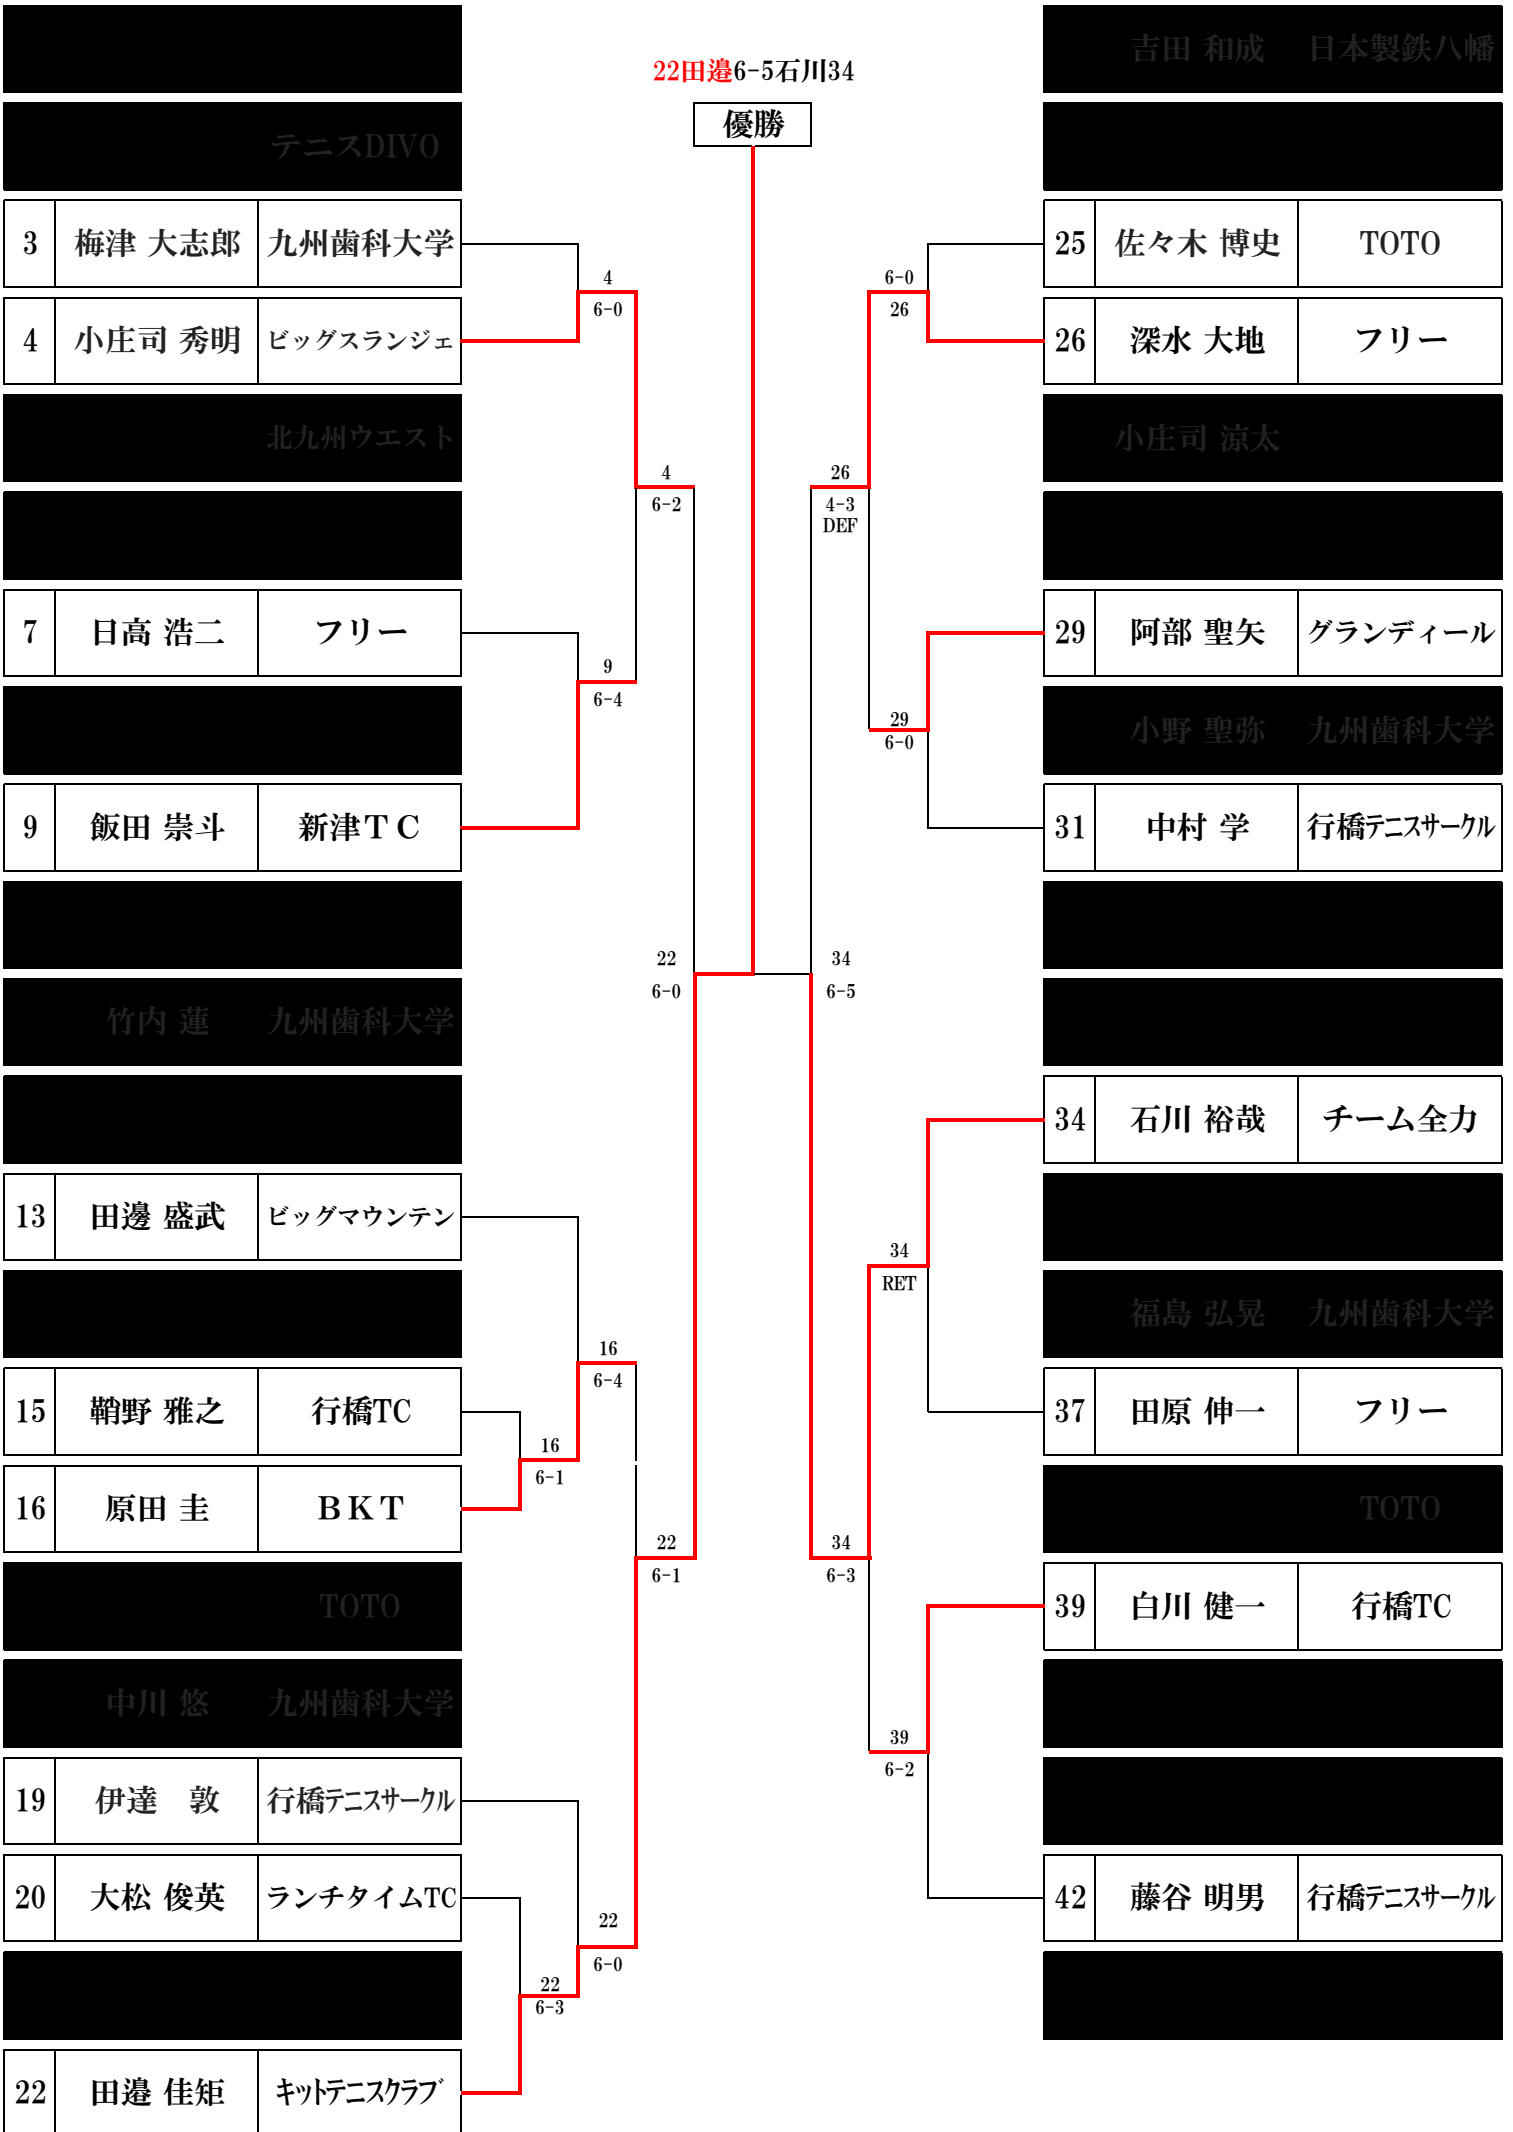 22田邉6-5石川34
優勝
テニスDIVO
3 梅津 大志郎 九州歯科大学
4 小庄司 秀明 ビッグスランジェ
北九州ウエスト
7 日高 浩二 フリー
9 飯田 崇斗 新津ＴＣ
竹内 蓮 九州歯科大学
13 田邊 盛武 ビッグマウンテン
15 鞘野 雅之 行橋TC
16 原田 圭 ＢＫＴ
TOTO
中川 悠 九州歯科大学
19 伊達　敦 行橋テニスサークル
20 大松 俊英 ランチタイムTC
22 田邉 佳矩 キットテニスクラブ
4
6-0
4
6-2
9
6-4
22
6-0
16
6-4
16
6-1
22
6-1
22
6-0
22
6-3
6-0
26
26
4-3
DEF
29
6-0
34
6-5
34
RET
34
6-3
39
6-2
吉田 和成 日本製鉄八幡
25 佐々木 博史 TOTO
26 深水 大地 フリー
小庄司 涼太
29 阿部 聖矢 グランディール
小野 聖弥 九州歯科大学
31 中村 学 行橋テニスサークル
34 石川 裕哉 チーム全力
福島 弘晃 九州歯科大学
37 田原 伸一 フリー
TOTO
39 白川 健一 行橋TC
42 藤谷 明男 行橋テニスサークル